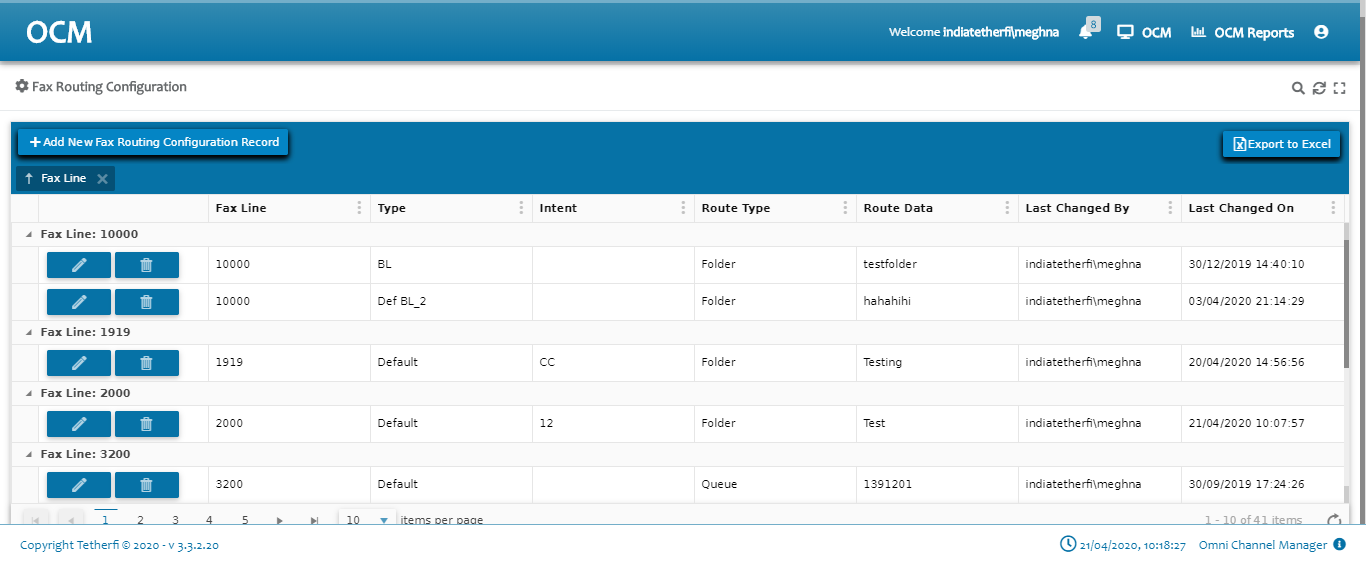 OCM
Welcome indiatetherfi\meghna 8 OCM OCM Reports
Fax Routing Configuration
Add New Fax Routing Configuration Record Export to Excel
Fax Line
Fax Line Type Intent Route Type Route Data Last Changed By Last Changed On
Fax Line: 10000
10000 BL Folder testfolder indiatetherfi\meghna 30/12/2019 14:40:10
10000 Def BL_2 Folder hahahihi indiatetherfi\meghna 03/04/2020 21:14:29
Fax Line: 1919
1919 Default CC Folder Testing indiatetherfi\meghna 20/04/2020 14:56:56
Fax Line: 2000
2000 Default 12 Folder Test indiatetherfi\meghna 21/04/2020 10:07:57
Fax Line: 3200
3200 Default Queue 1391201 indiatetherfi\meghna 30/09/2019 17:24:26
1 2 3 4 5 10 items per page 1 - 10 of 41 items
Copyright Tetherfi © 2020 - v 3.3.2.20 21/04/2020, 10:18:27 Omni Channel Manager